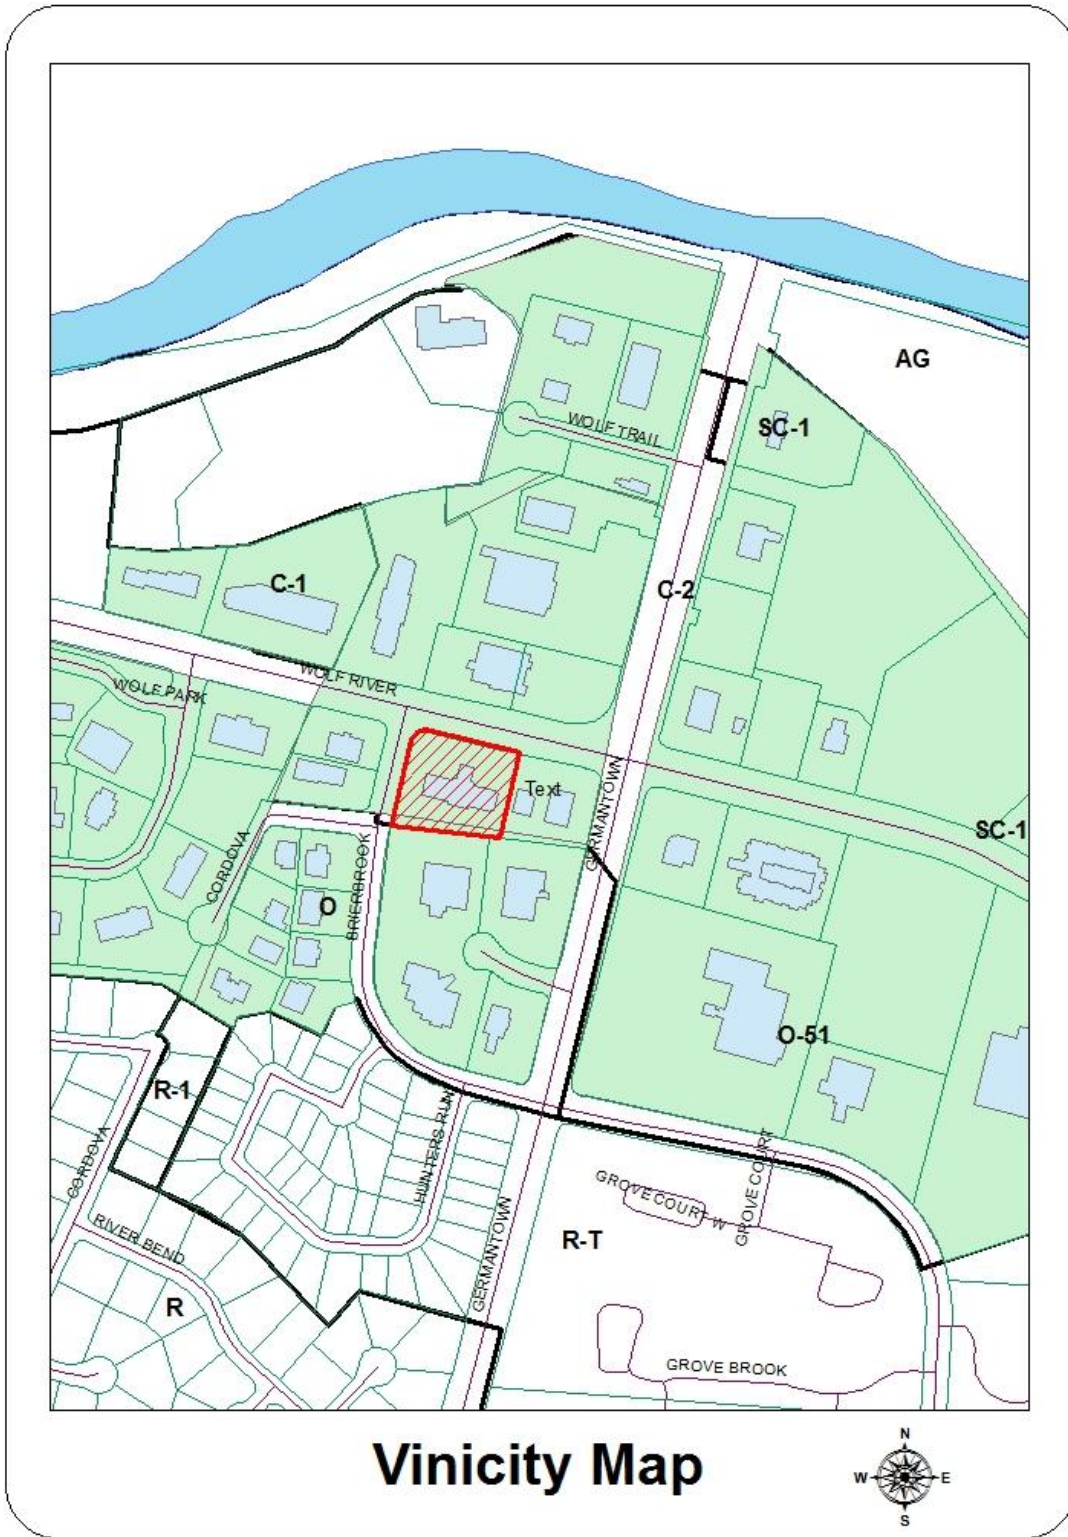 AG
WOLF TRAIL
SC-1
C-1
C-2
WOLF RIVER
WOLF PARK
Text
GERMANTOWN
SC-1
CORDOVA
BRIERBROOK
O
O-51
R-1
HUNTERS RUN
CORDOVA
GROVE COURT
GROVE COURT W
GERMANTOWN
RIVER BEND
R-T
R
GROVE BROOK
Vinicity Map
N
W
E
S